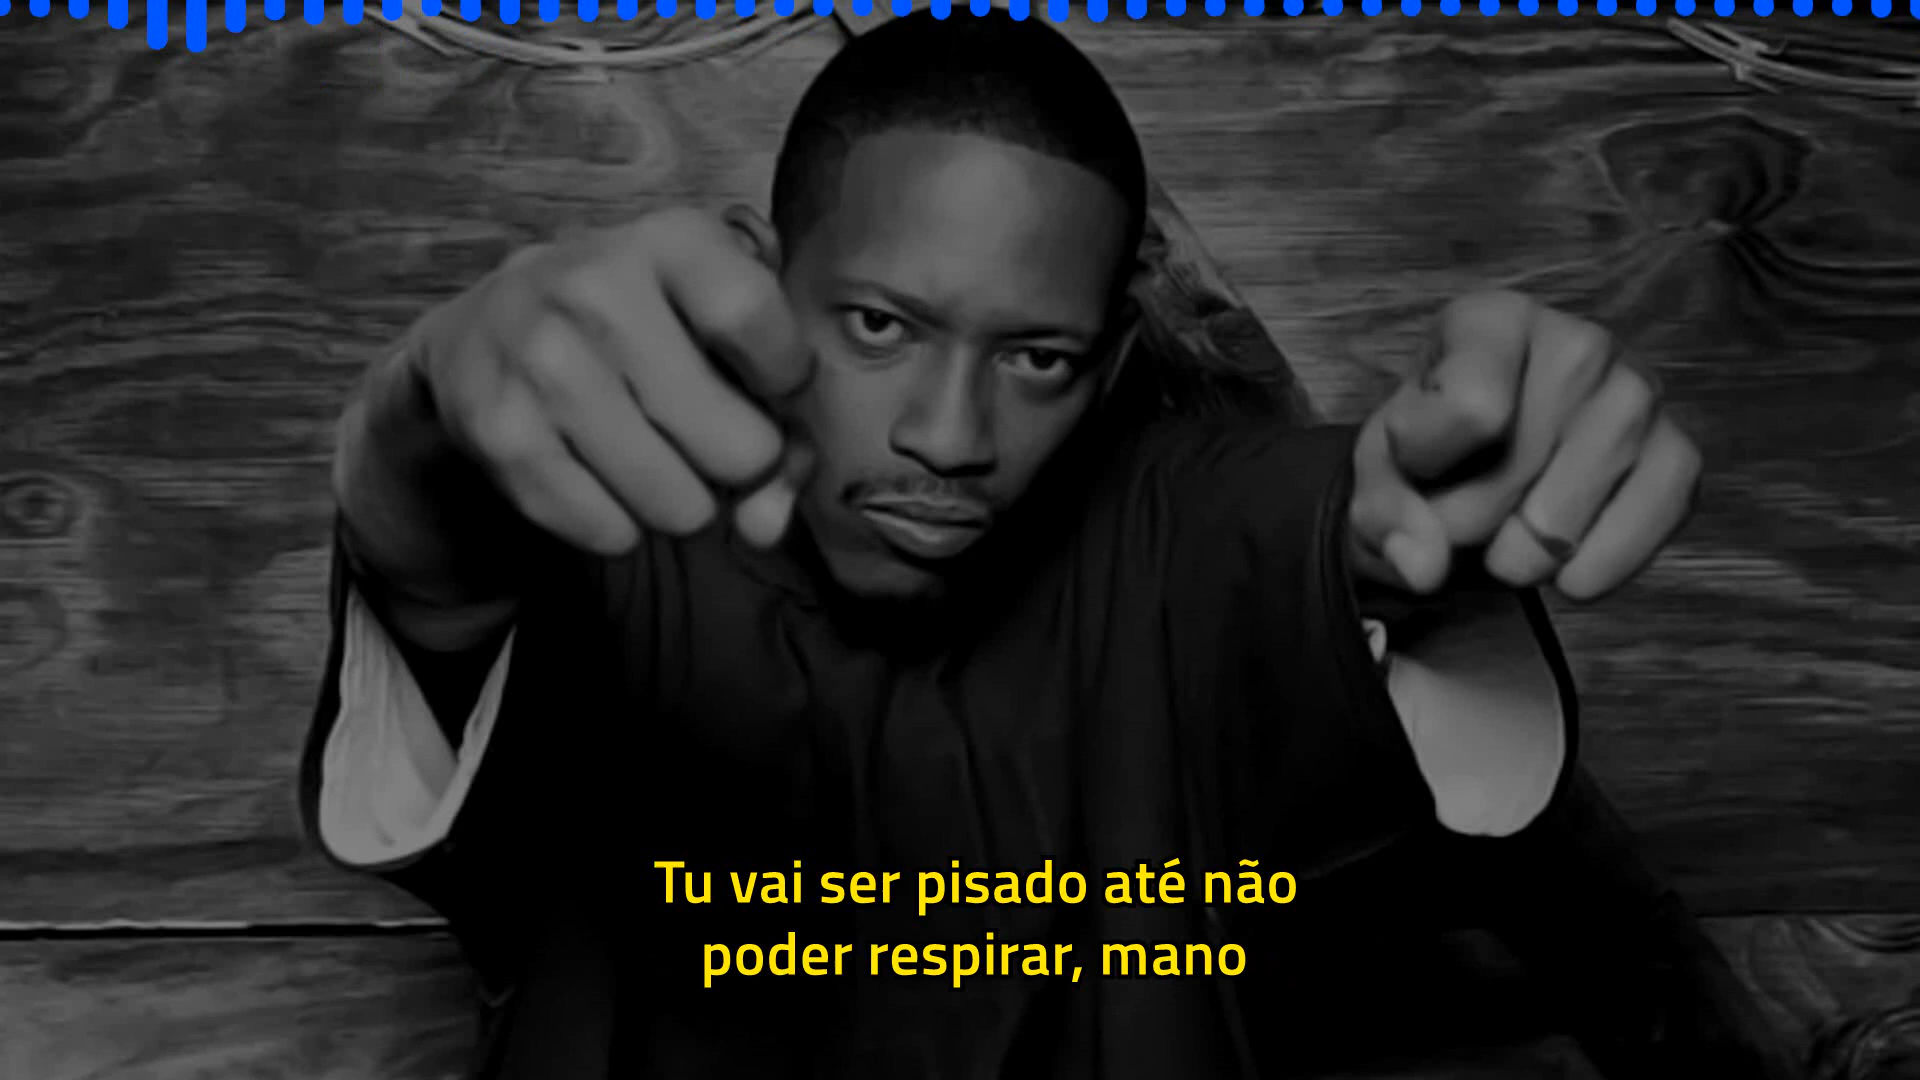 Tu vai ser pisado até não
poder respirar, mano